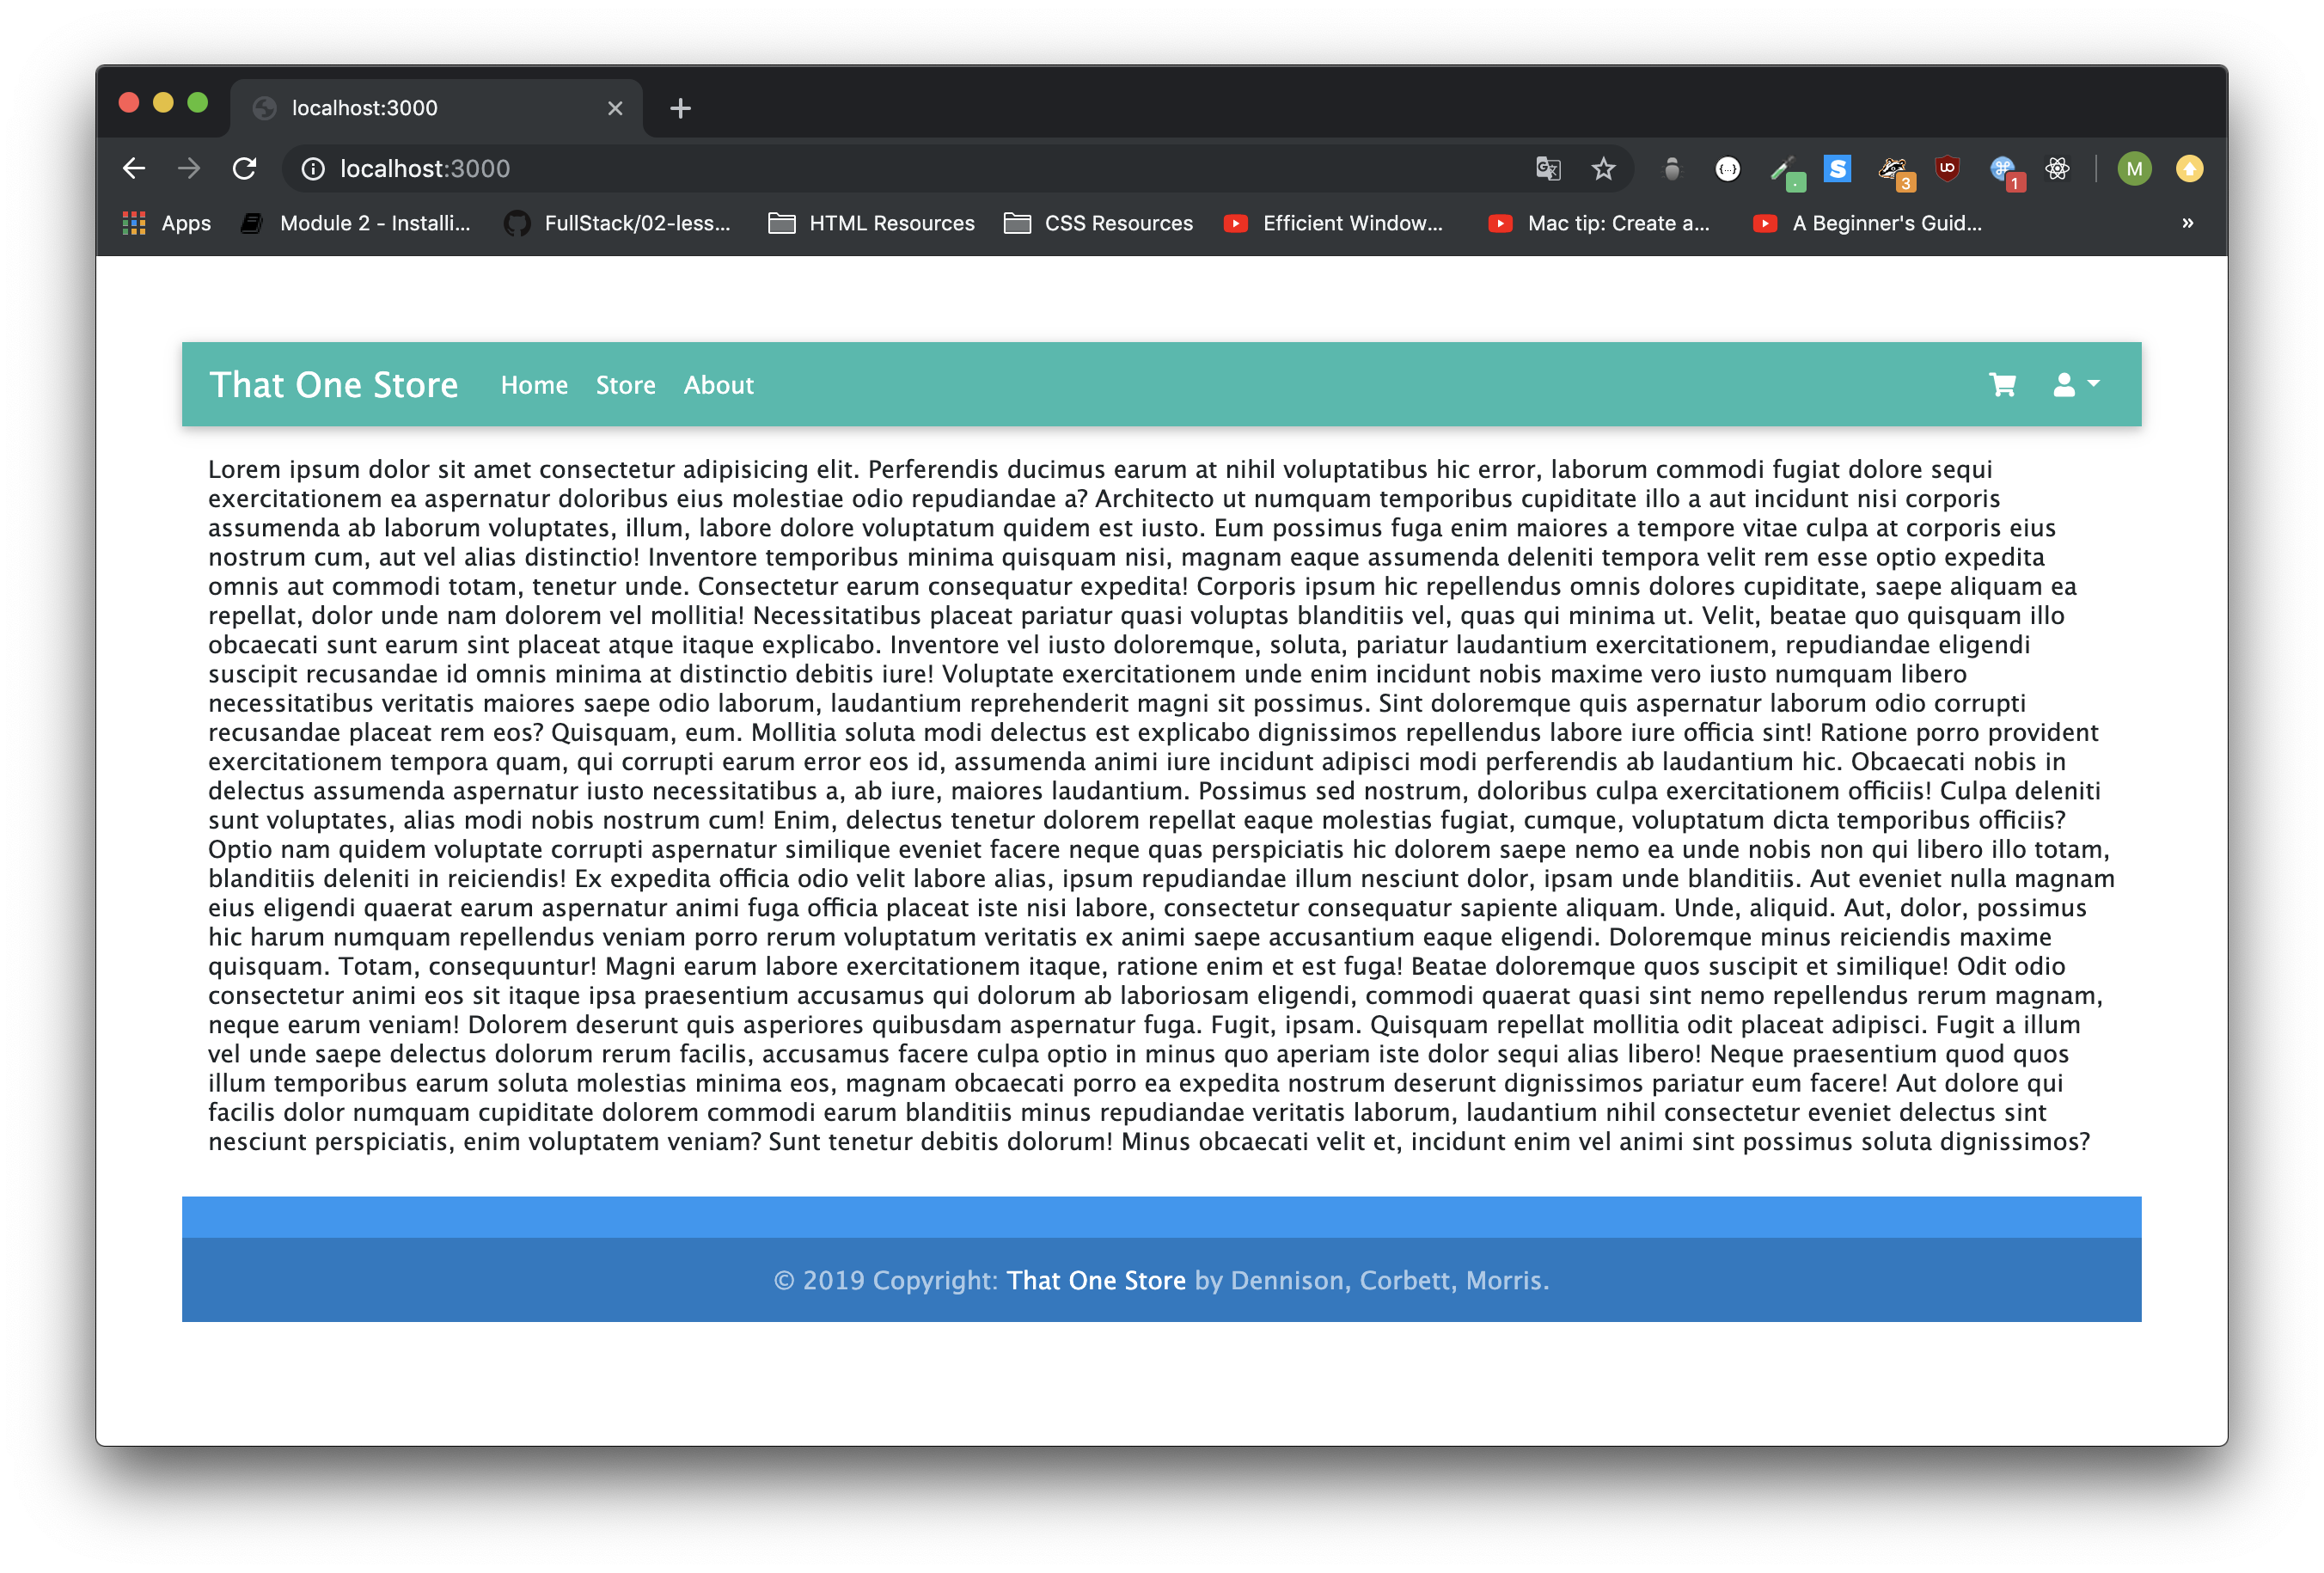 localhost:3000
localhost:3000
3
1
M
Apps Module 2 - Installi... FullStack/02-less... HTML Resources CSS Resources Efficient Window... Mac tip: Create a... A Beginner's Guid... »
That One Store Home Store About
Lorem ipsum dolor sit amet consectetur adipisicing elit. Perferendis ducimus earum at nihil voluptatibus hic error, laborum commodi fugiat dolore sequi
exercitationem ea aspernatur doloribus eius molestiae odio repudiandae a? Architecto ut numquam temporibus cupiditate illo a aut incidunt nisi corporis
assumenda ab laborum voluptates, illum, labore dolore voluptatum quidem est iusto. Eum possimus fuga enim maiores a tempore vitae culpa at corporis eius
nostrum cum, aut vel alias distinctio! Inventore temporibus minima quisquam nisi, magnam eaque assumenda deleniti tempora velit rem esse optio expedita
omnis aut commodi totam, tenetur unde. Consectetur earum consequatur expedita! Corporis ipsum hic repellendus omnis dolores cupiditate, saepe aliquam ea
repellat, dolor unde nam dolorem vel mollitia! Necessitatibus placeat pariatur quasi voluptas blanditiis vel, quas qui minima ut. Velit, beatae quo quisquam illo
obcaecati sunt earum sint placeat atque itaque explicabo. Inventore vel iusto doloremque, soluta, pariatur laudantium exercitationem, repudiandae eligendi
suscipit recusandae id omnis minima at distinctio debitis iure! Voluptate exercitationem unde enim incidunt nobis maxime vero iusto numquam libero
necessitatibus veritatis maiores saepe odio laborum, laudantium reprehenderit magni sit possimus. Sint doloremque quis aspernatur laborum odio corrupti
recusandae placeat rem eos? Quisquam, eum. Mollitia soluta modi delectus est explicabo dignissimos repellendus labore iure officia sint! Ratione porro provident
exercitationem tempora quam, qui corrupti earum error eos id, assumenda animi iure incidunt adipisci modi perferendis ab laudantium hic. Obcaecati nobis in
delectus assumenda aspernatur iusto necessitatibus a, ab iure, maiores laudantium. Possimus sed nostrum, doloribus culpa exercitationem officiis! Culpa deleniti
sunt voluptates, alias modi nobis nostrum cum! Enim, delectus tenetur dolorem repellat eaque molestias fugiat, cumque, voluptatum dicta temporibus officiis?
Optio nam quidem voluptate corrupti aspernatur similique eveniet facere neque quas perspiciatis hic dolorem saepe nemo ea unde nobis non qui libero illo totam,
blanditiis deleniti in reiciendis! Ex expedita officia odio velit labore alias, ipsum repudiandae illum nesciunt dolor, ipsam unde blanditiis. Aut eveniet nulla magnam
eius eligendi quaerat earum aspernatur animi fuga officia placeat iste nisi labore, consectetur consequatur sapiente aliquam. Unde, aliquid. Aut, dolor, possimus
hic harum numquam repellendus veniam porro rerum voluptatum veritatis ex animi saepe accusantium eaque eligendi. Doloremque minus reiciendis maxime
quisquam. Totam, consequuntur! Magni earum labore exercitationem itaque, ratione enim et est fuga! Beatae doloremque quos suscipit et similique! Odit odio
consectetur animi eos sit itaque ipsa praesentium accusamus qui dolorum ab laboriosam eligendi, commodi quaerat quasi sint nemo repellendus rerum magnam,
neque earum veniam! Dolorem deserunt quis asperiores quibusdam aspernatur fuga. Fugit, ipsam. Quisquam repellat mollitia odit placeat adipisci. Fugit a illum
vel unde saepe delectus dolorum rerum facilis, accusamus facere culpa optio in minus quo aperiam iste dolor sequi alias libero! Neque praesentium quod quos
illum temporibus earum soluta molestias minima eos, magnam obcaecati porro ea expedita nostrum deserunt dignissimos pariatur eum facere! Aut dolore qui
facilis dolor numquam cupiditate dolorem commodi earum blanditiis minus repudiandae veritatis laborum, laudantium nihil consectetur eveniet delectus sint
nesciunt perspiciatis, enim voluptatem veniam? Sunt tenetur debitis dolorum! Minus obcaecati velit et, incidunt enim vel animi sint possimus soluta dignissimos?
© 2019 Copyright: That One Store by Dennison, Corbett, Morris.